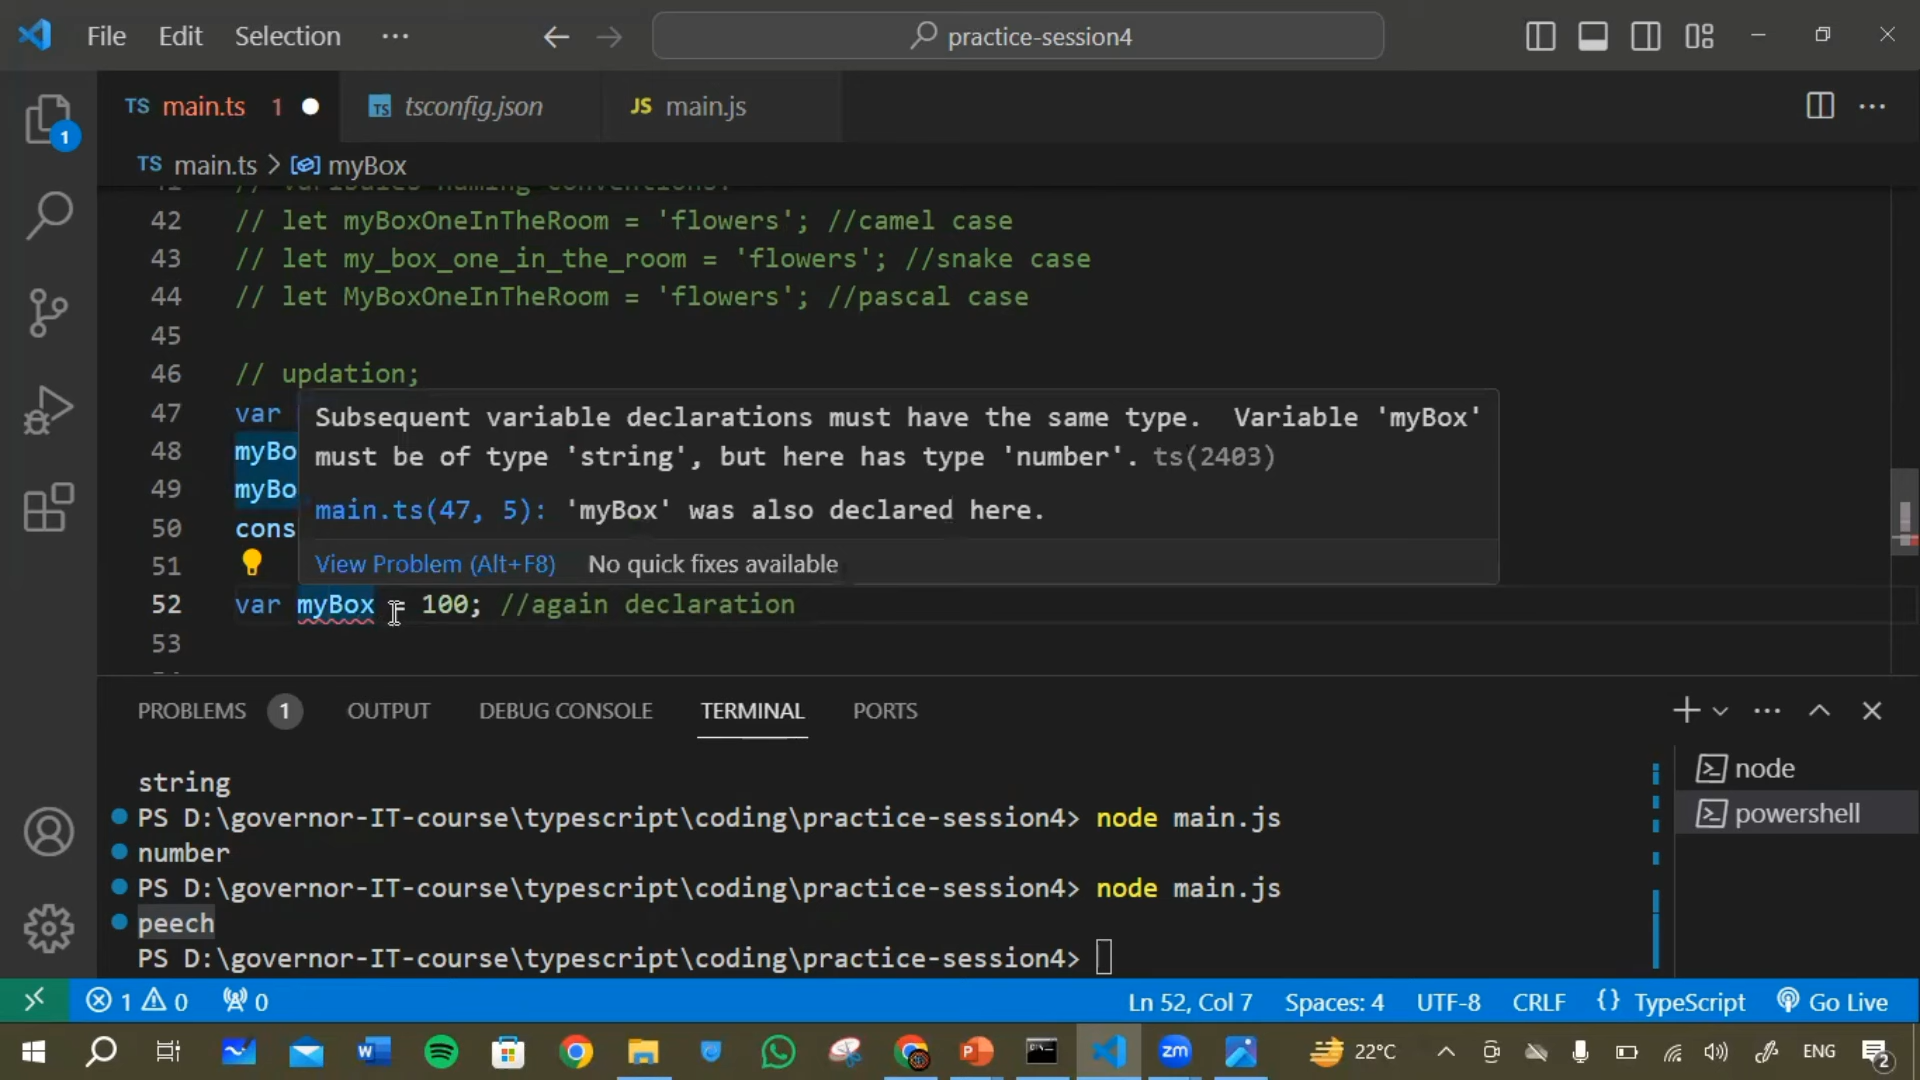 File Edit Selection ··· practice-session4
TS main.ts 1 TS tsconfig.json JS main.js
TS main.ts > myBox
41 // varibales naming conventions:
42 // let myBoxOneInTheRoom = 'flowers'; //camel case
43 // let my_box_one_in_the_room = 'flowers'; //snake case
44 // let MyBoxOneInTheRoom = 'flowers'; //pascal case
45
46 // updation;
47 var
48 myBo
49 myBo
50 cons
51
Subsequent variable declarations must have the same type. Variable 'myBox'
must be of type 'string', but here has type 'number'. ts(2403)
main.ts(47, 5): 'myBox' was also declared here.
View Problem (Alt+F8) No quick fixes available
52 var myBox = 100; //again declaration
53
PROBLEMS 1 OUTPUT DEBUG CONSOLE TERMINAL PORTS
string
PS D:\governor-IT-course\typescript\coding\practice-session4> node main.js
number
PS D:\governor-IT-course\typescript\coding\practice-session4> node main.js
peech
PS D:\governor-IT-course\typescript\coding\practice-session4>
node
powershell
1 0 0 Ln 52, Col 7 Spaces: 4 UTF-8 CRLF {} TypeScript Go Live
zm 22°C ENG 2